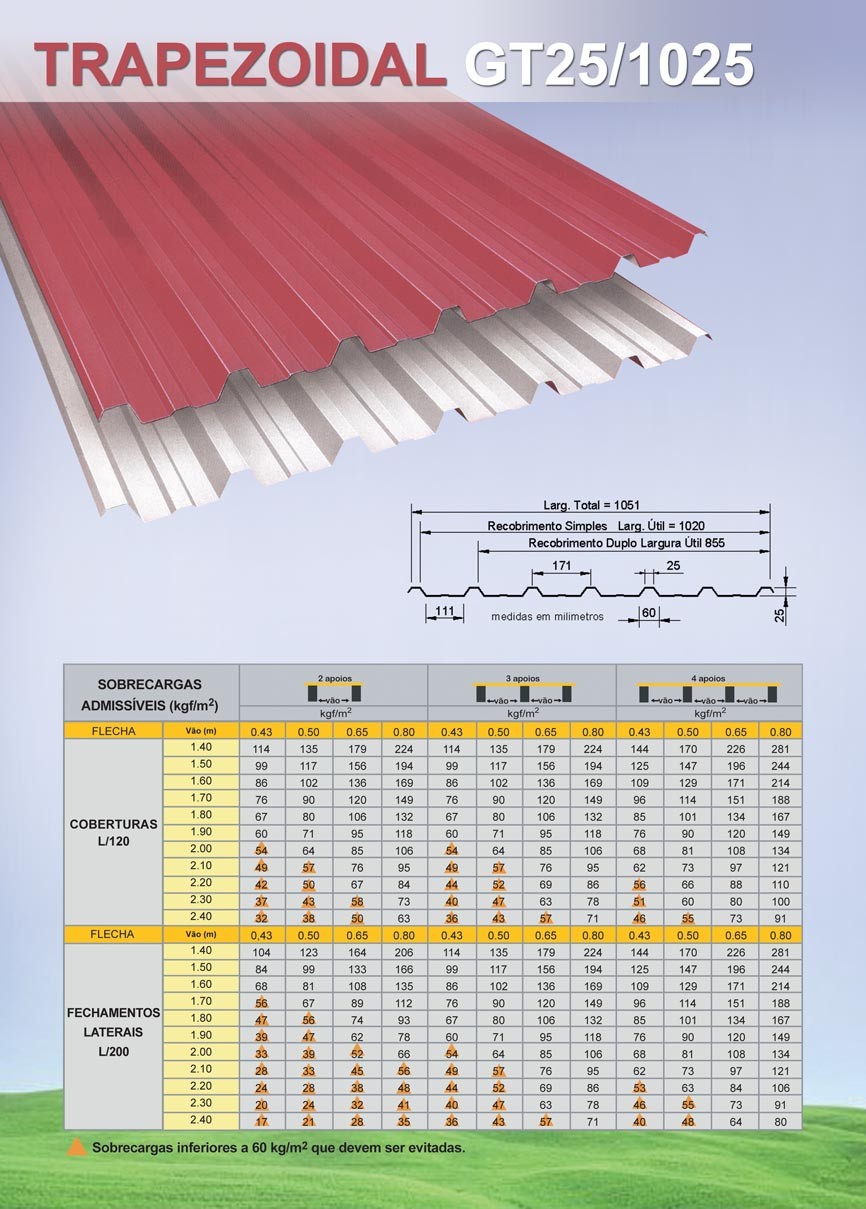 TRAPEZOIDAL GT25/1025
Larg. Total = 1051
Recobrimento Simples Larg. Útil = 1020
Recobrimento Duplo Largura Útil 855
171 25
111 medidas em milimetros 60 25
SOBRECARGAS
ADMISSÍVEIS (kgf/m²)
2 apoios 3 apoios 4 apoios
←vão→ ←vão→ ←vão→ ←vão→ ←vão→ ←vão→
kgf/m² kgf/m² kgf/m²
FLECHA Vão (m) 0.43 0.50 0.65 0.80 0.43 0.50 0.65 0.80 0.43 0.50 0.65 0.80
COBERTURAS
L/120
1.40 114 135 179 224 114 135 179 224 144 170 226 281
1.50 99 117 156 194 99 117 156 194 125 147 196 244
1.60 86 102 136 169 86 102 136 169 109 129 171 214
1.70 76 90 120 149 76 90 120 149 96 114 151 188
1.80 67 80 106 132 67 80 106 132 85 101 134 167
1.90 60 71 95 118 60 71 95 118 76 90 120 149
2.00 54 64 85 106 54 64 85 106 68 81 108 134
2.10 49 57 76 95 49 57 76 95 62 73 97 121
2.20 42 50 67 84 44 52 69 86 56 66 88 110
2.30 37 43 58 73 40 47 63 78 51 60 80 100
2.40 32 38 50 63 36 43 57 71 46 55 73 91
FLECHA Vão (m) 0,43 0.50 0.65 0.80 0.43 0.50 0.65 0.80 0.43 0.50 0.65 0.80
FECHAMENTOS
LATERAIS
L/200
1.40 104 123 164 206 114 135 179 224 144 170 226 281
1.50 84 99 133 166 99 117 156 194 125 147 196 244
1.60 68 81 108 135 86 102 136 169 109 129 171 214
1.70 56 67 89 112 76 90 120 149 96 114 151 188
1.80 47 56 74 93 67 80 106 132 85 101 134 167
1.90 39 47 62 78 60 71 95 118 76 90 120 149
2.00 33 39 52 66 54 64 85 106 68 81 108 134
2.10 28 33 45 56 49 57 76 95 62 73 97 121
2.20 24 28 38 48 44 52 69 86 53 63 84 106
2.30 20 24 32 41 40 47 63 78 46 55 73 91
2.40 17 21 28 35 36 43 57 71 40 48 64 80
Sobrecargas inferiores a 60 kg/m² que devem ser evitadas.